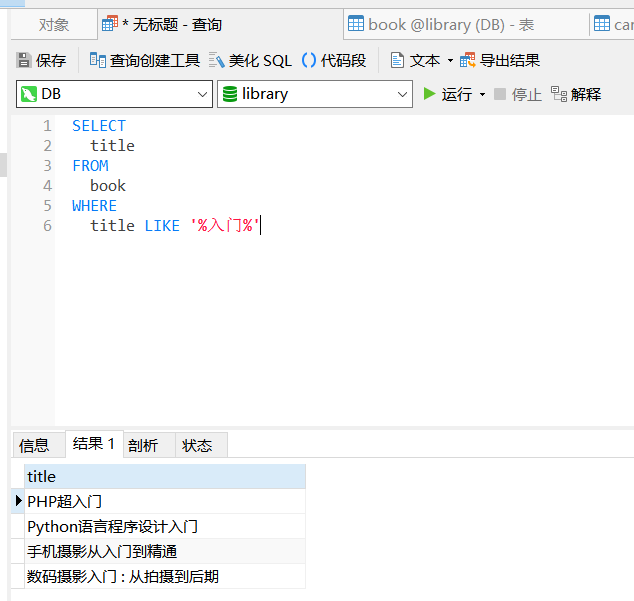 对象 * 无标题 - 查询 book @library (DB) - 表 car
保存 查询创建工具 美化 SQL () 代码段 文本 导出结果
DB library 运行 停止 解释
1 SELECT
2 title
3 FROM
4 book
5 WHERE
6 title LIKE '%入门%'
信息 结果 1 剖析 状态
title
PHP超入门
Python语言程序设计入门
手机摄影从入门到精通
数码摄影入门 : 从拍摄到后期